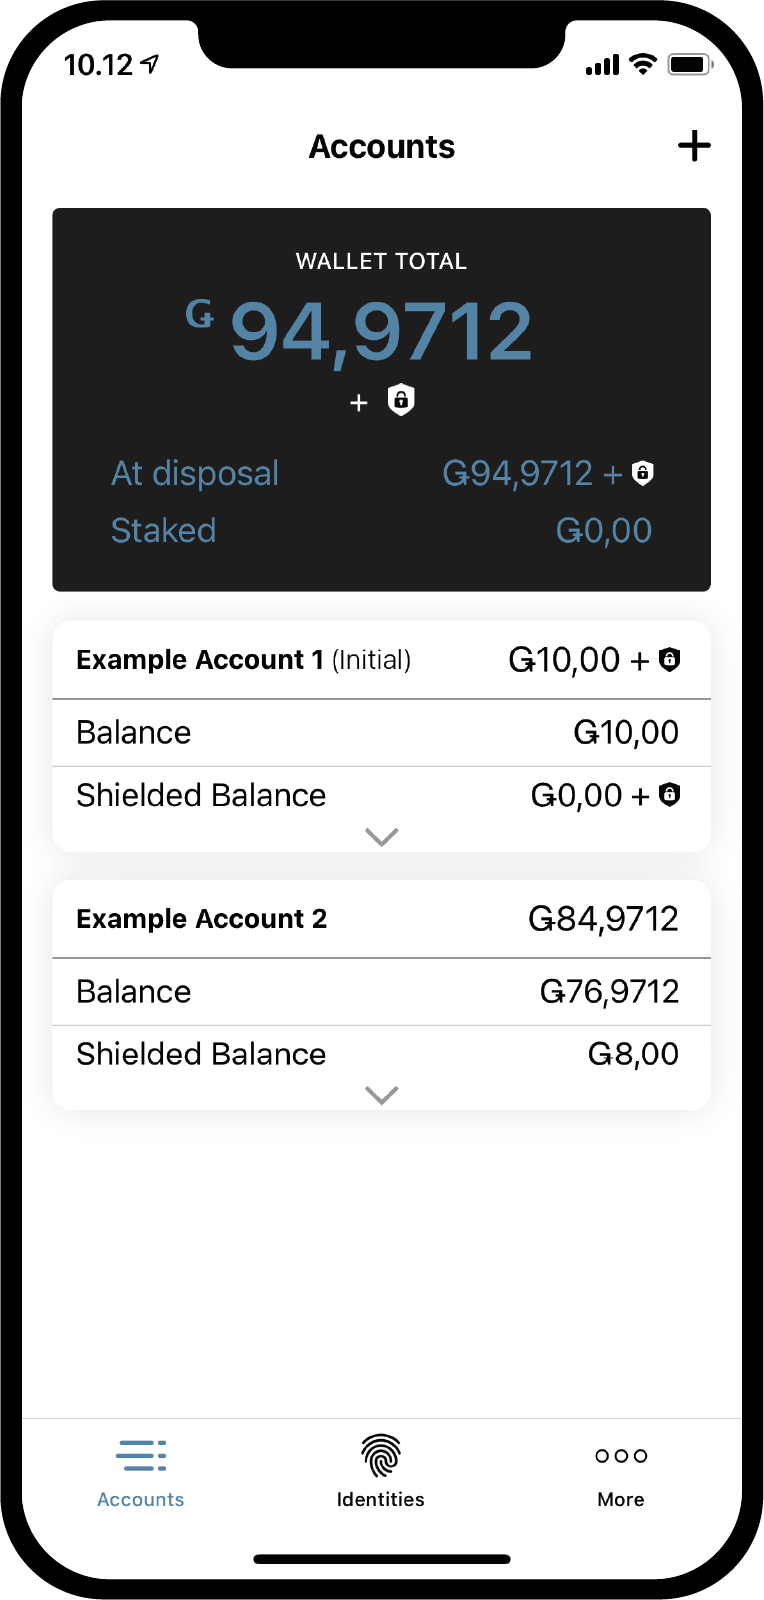 10.12
Accounts +
WALLET TOTAL
Ǥ 94,9712
+
At disposal Ǥ94,9712 +
Staked Ǥ0,00
Example Account 1 (Initial) Ǥ10,00 +
Balance Ǥ10,00
Shielded Balance Ǥ0,00 +
Example Account 2 Ǥ84,9712
Balance Ǥ76,9712
Shielded Balance Ǥ8,00
Accounts Identities More